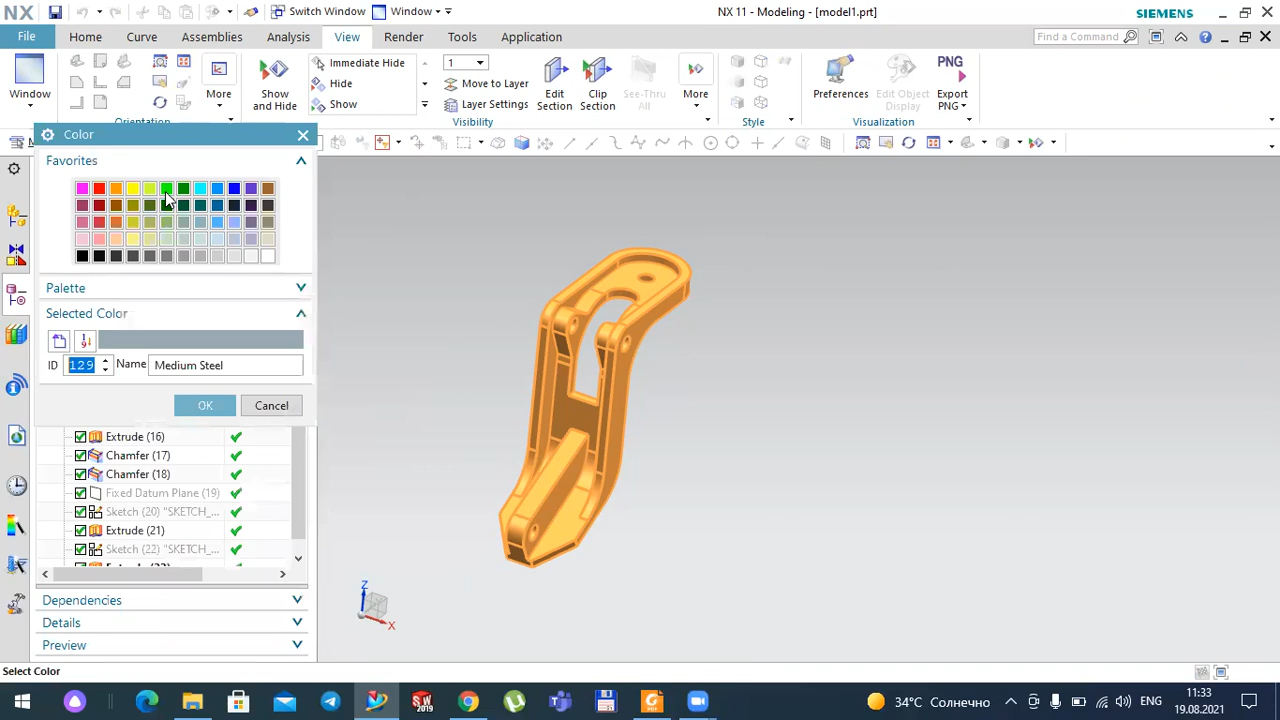 NX Switch Window Window NX 11 - Modeling - [model1.prt] SIEMENS
File Home Curve Assemblies Analysis View Render Tools Application Find a Command
Window More Show and Hide Immediate Hide Hide Show 1 Move to Layer Layer Settings Edit Section Clip Section See-Thru All More Preferences Edit Object Display Export PNG
PNG
Orientation Visibility Style
Color
Favorites
Palette
Selected Color
ID 129 Name Medium Steel
OK Cancel
Extrude (16)
Chamfer (17)
Chamfer (18)
Fixed Datum Plane (19)
Sketch (20) "SKETCH_...
Extrude (21)
Sketch (22) "SKETCH_...
Dependencies
Details
Preview
Z
X
Select Color
SW 2019 PDF 34°C Солнечно ENG 11:33
19.08.2021